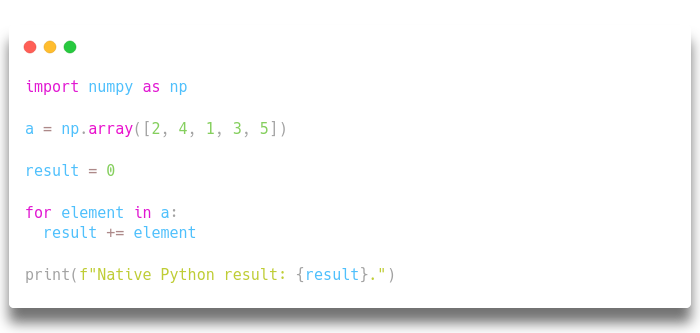 import numpy as np
a = np.array([2, 4, 1, 3, 5])
result = 0
for element in a:
  result += element
print(f"Native Python result: {result}.")